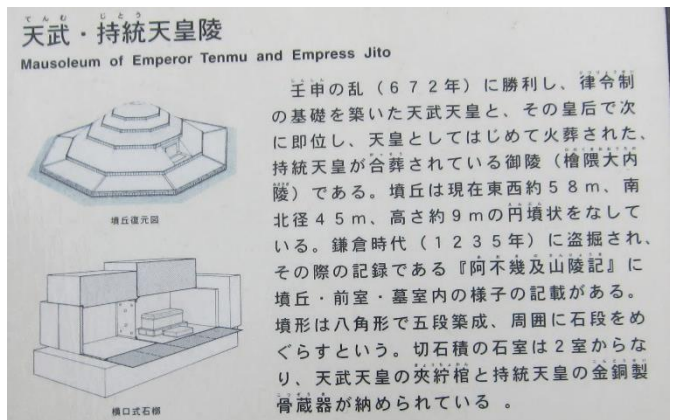 天武・持統天皇陵
Mausoleum of Emperor Tenmu and Empress Jito
壬申の乱（６７２年）に勝利し、律令制
の基礎を築いた天武天皇と、その皇后で次
に即位し、天皇としてはじめて火葬された、
持統天皇が合葬されている御陵（檜隈大内
陵）である。墳丘は現在東西約５８ｍ、南
北径４５ｍ、高さ約９ｍの円墳状をなして
いる。鎌倉時代（１２３５年）に盗掘され、
その際の記録である『阿不幾及山陵記』に
墳丘・前室・墓室内の様子の記載がある。
墳形は八角形で五段築成、周囲に石段をめ
ぐらすという。切石積の石室は２室からな
り、天武天皇の夾紵棺と持統天皇の金銅製
骨蔵器が納められている。
墳丘復元図
横口式石槨